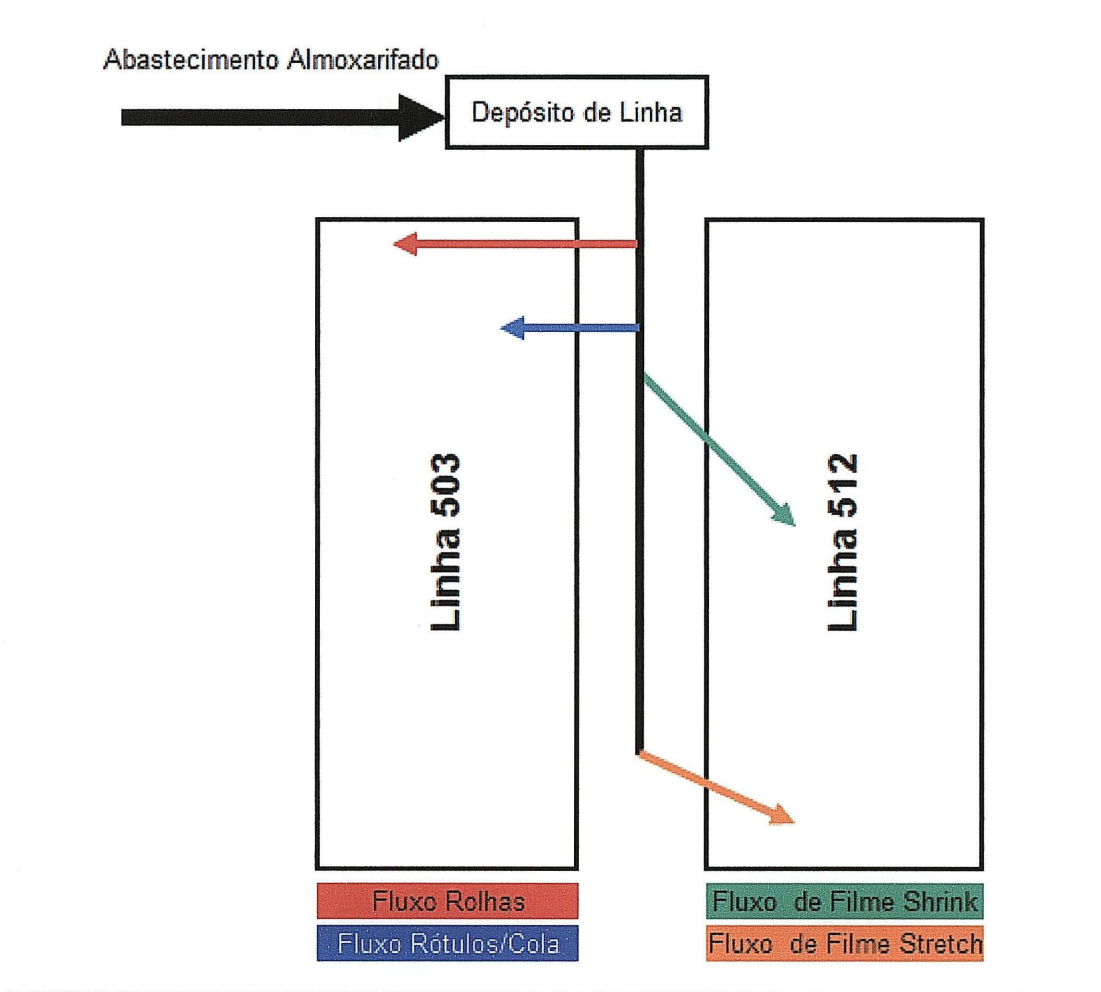 Abastecimento Almoxarifado
Depósito de Linha
Linha 503
Linha 512
Fluxo Rolhas
Fluxo de Filme Shrink
Fluxo Rótulos/Cola
Fluxo de Filme Stretch